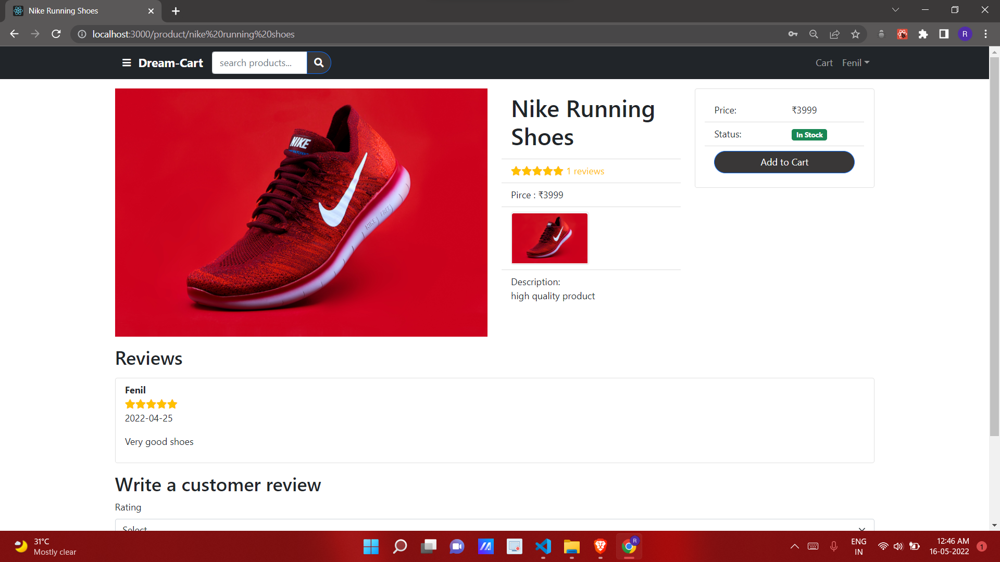 Nike Running Shoes
localhost:3000/product/nike%20running%20shoes
R
Dream-Cart
search products...
Cart
Fenil
NIKE
NIKE FREE
Nike Running
Shoes
1 reviews
Pirce : ₹3999
Description:
high quality product
Price:
₹3999
Status:
In Stock
Add to Cart
Reviews
Fenil
2022-04-25
Very good shoes
Write a customer review
Rating
Select
31°C
Mostly clear
R
ENG
IN
12:46 AM
16-05-2022
1